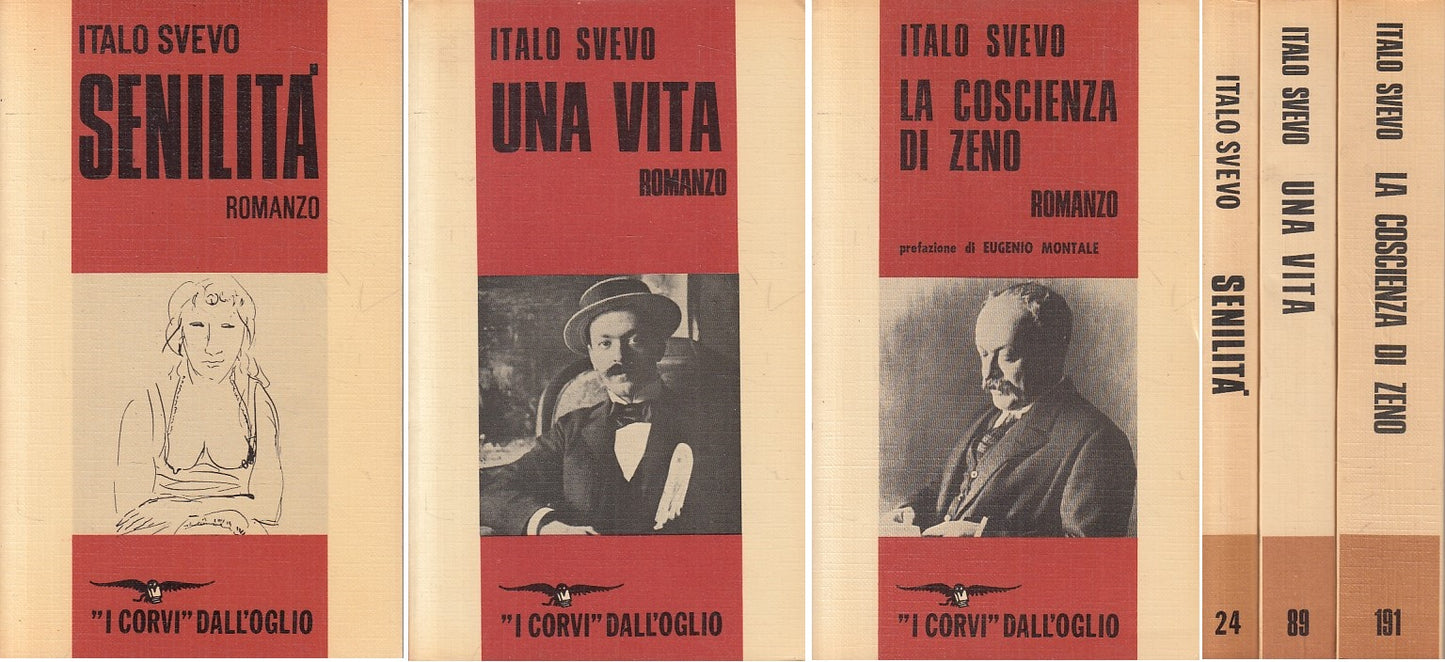 ITALO SVEVO
SENILITÀ
ROMANZO
"I CORVI" DALL'OGLIO
ITALO SVEVO
UNA VITA
ROMANZO
"I CORVI" DALL'OGLIO
ITALO SVEVO
LA COSCIENZA
DI ZENO
ROMANZO
prefazione di EUGENIO MONTALE
"I CORVI" DALL'OGLIO
ITALO SVEVO SENILITÀ
24
ITALO SVEVO UNA VITA
89
ITALO SVEVO LA COSCIENZA DI ZENO
191